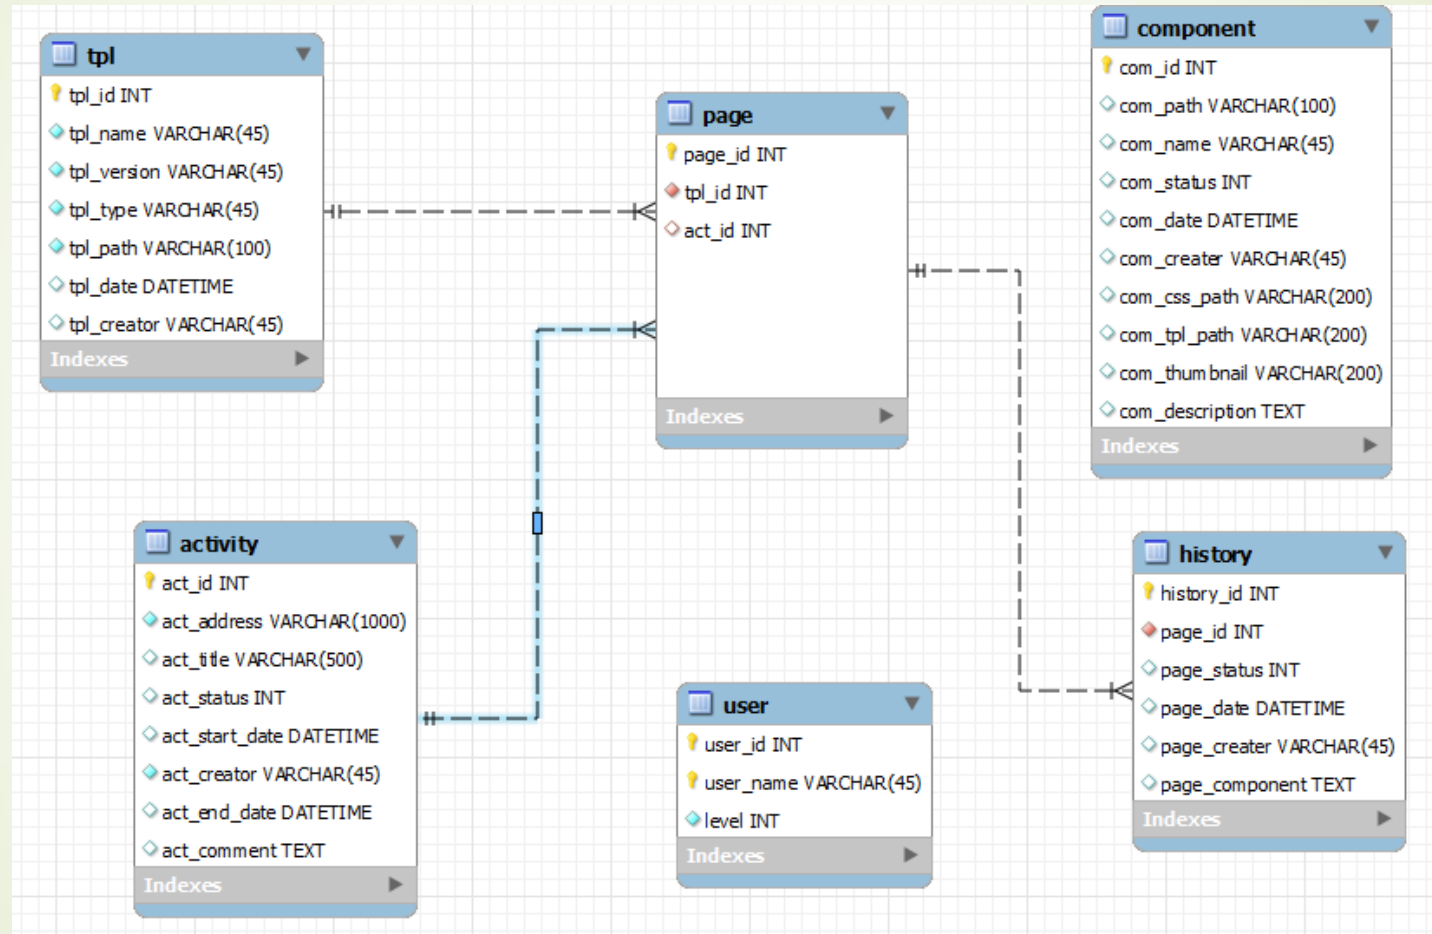 tpl
tpl_id INT
tpl_name VARCHAR(45)
tpl_version VARCHAR(45)
tpl_type VARCHAR(45)
tpl_path VARCHAR(100)
tpl_date DATETIME
tpl_creator VARCHAR(45)
Indexes
page
page_id INT
tpl_id INT
act_id INT
Indexes
component
com_id INT
com_path VARCHAR(100)
com_name VARCHAR(45)
com_status INT
com_date DATETIME
com_creater VARCHAR(45)
com_css_path VARCHAR(200)
com_tpl_path VARCHAR(200)
com_thumbnail VARCHAR(200)
com_description TEXT
Indexes
activity
act_id INT
act_address VARCHAR(1000)
act_title VARCHAR(500)
act_status INT
act_start_date DATETIME
act_creator VARCHAR(45)
act_end_date DATETIME
act_comment TEXT
Indexes
user
user_id INT
user_name VARCHAR(45)
level INT
Indexes
history
history_id INT
page_id INT
page_status INT
page_date DATETIME
page_creater VARCHAR(45)
page_component TEXT
Indexes